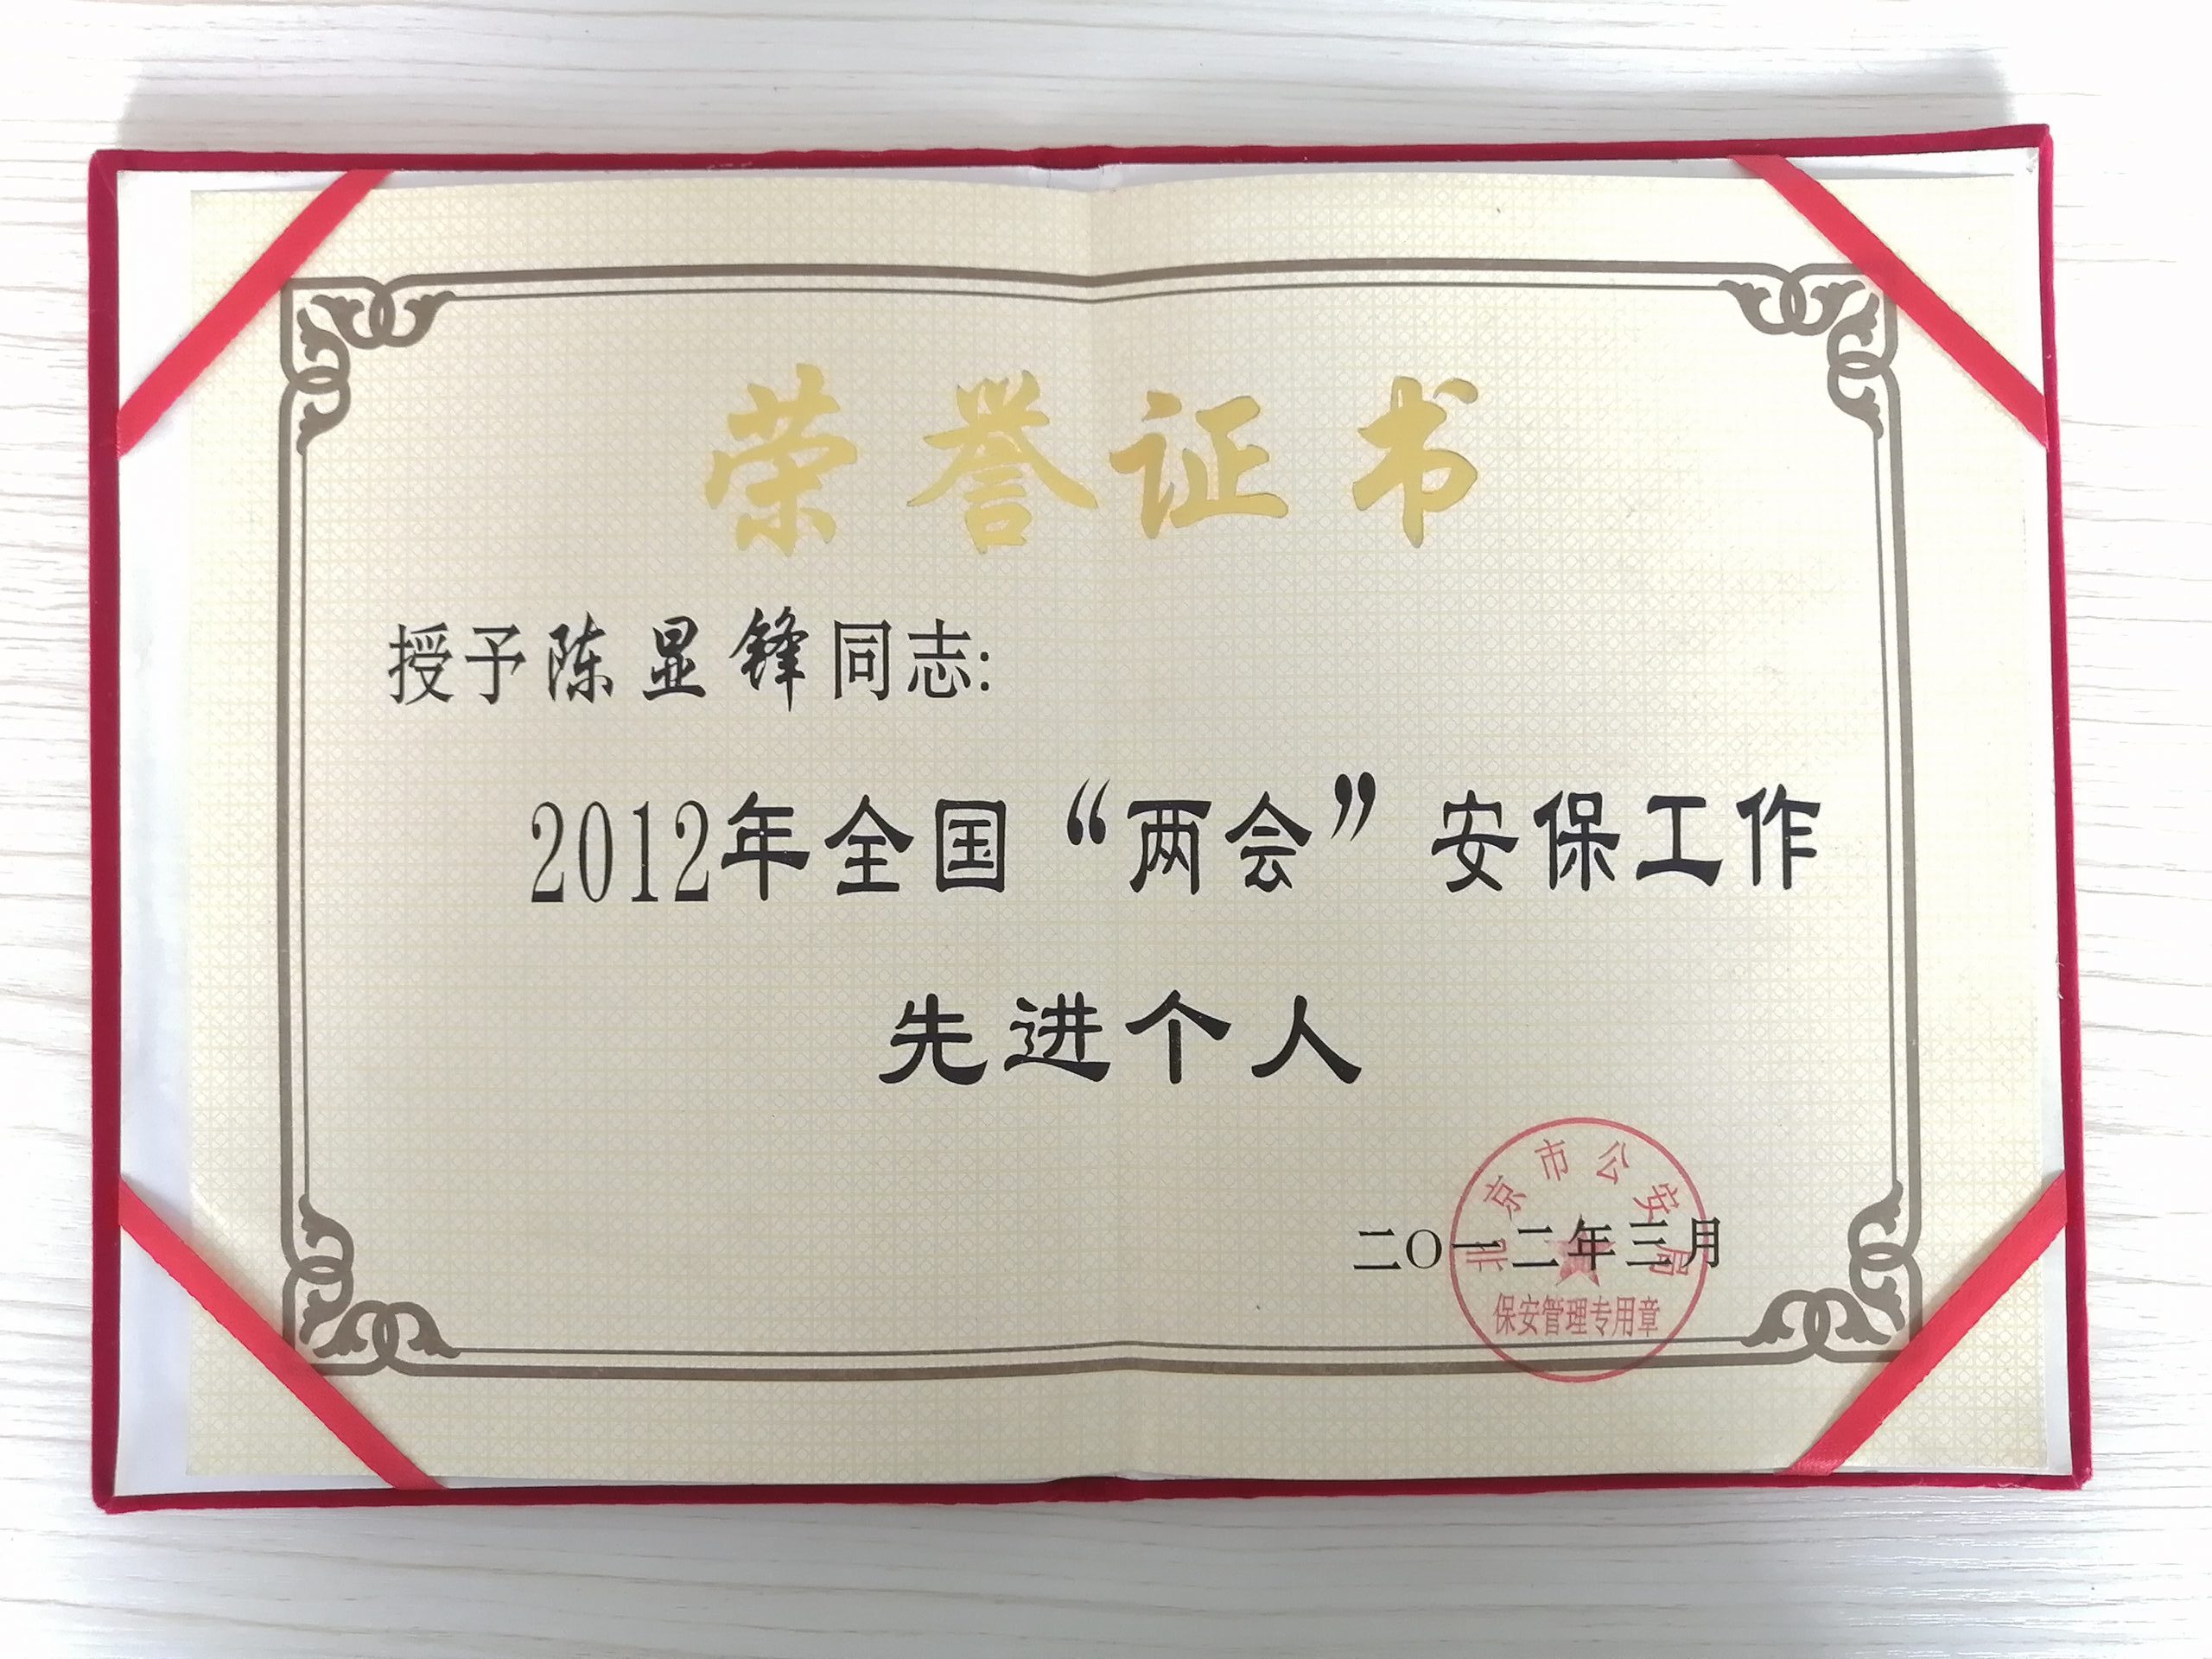 荣誉证书
授予陈显锋同志:
2012年全国“两会”安保工作
先进个人
二〇一二年三月
北京市公安局
保安管理专用章